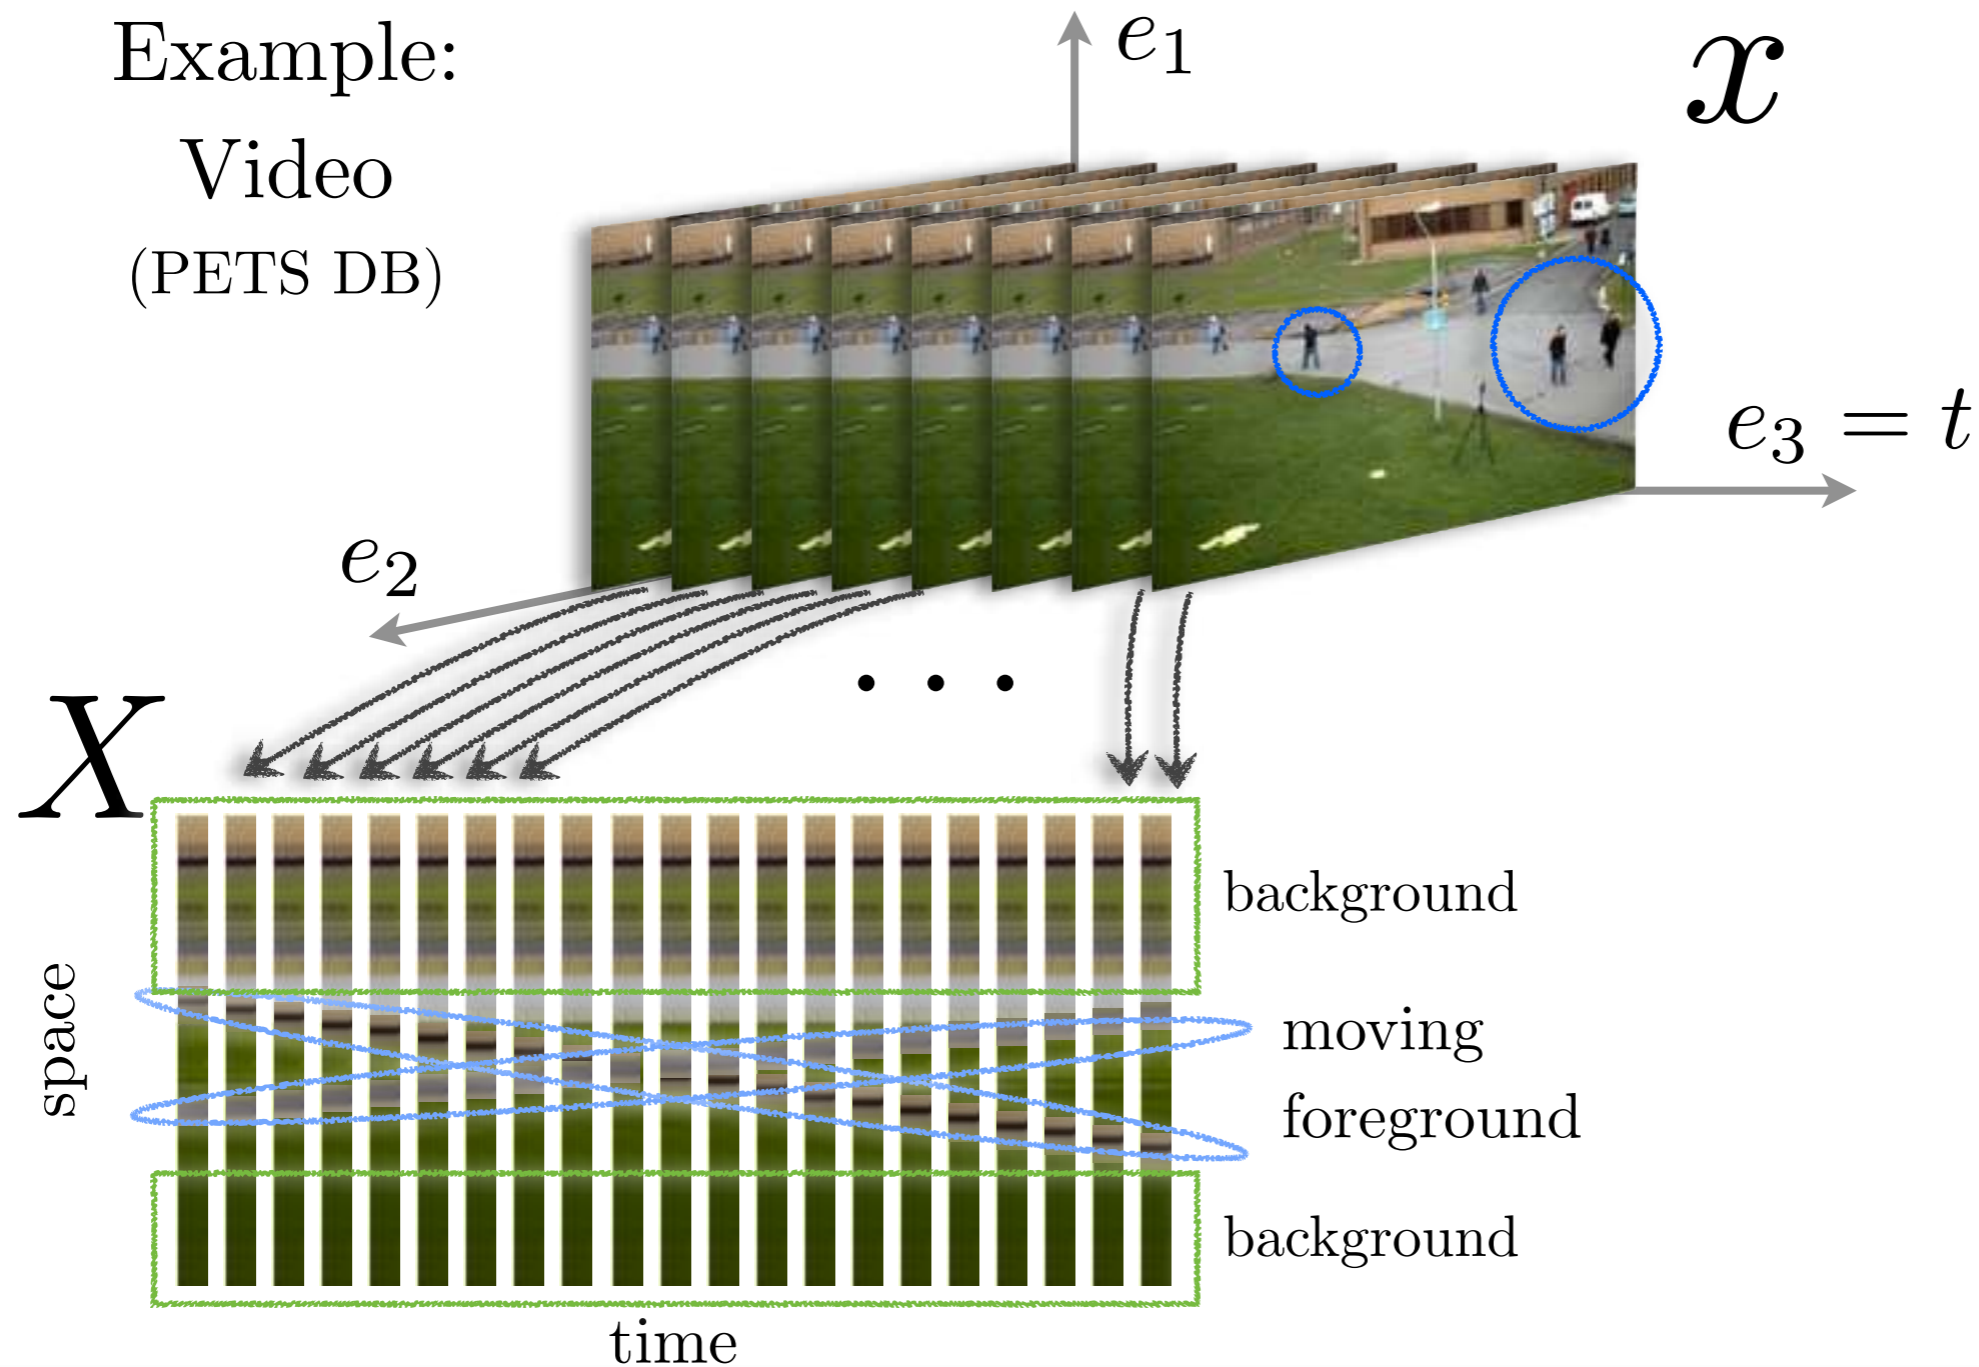 Example:
Video
(PETS DB)
e₁
x
e₃ = t
e₂
X
background
space
moving
foreground
background
time